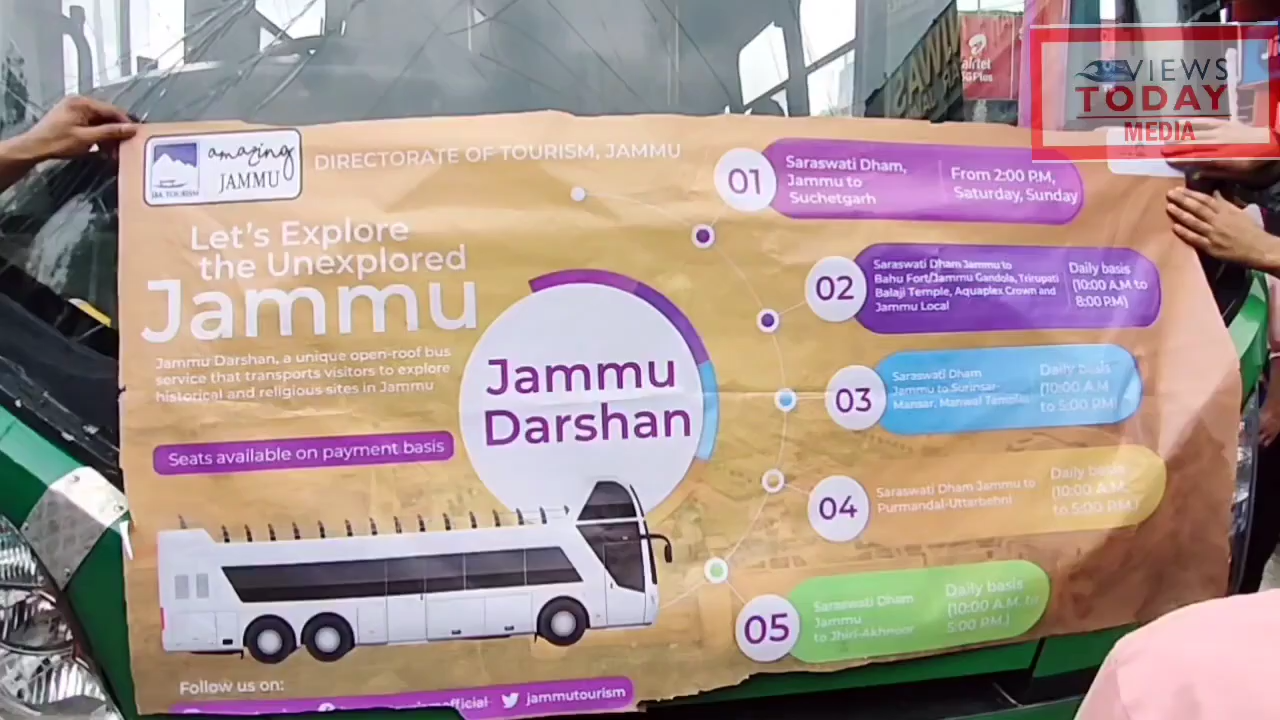 airtel
5G Plus
VIEWS
TODAY
MEDIA
amazing
JAMMU
J&K TOURISM
DIRECTORATE OF TOURISM, JAMMU
Let's Explore
the Unexplored
Jammu
Jammu Darshan, a unique open-roof bus
service that transports visitors to explore
historical and religious sites in Jammu
Seats available on payment basis
Jammu
Darshan
01
Saraswati Dham,
Jammu to
Suchetgarh
From 2:00 P.M,
Saturday, Sunday
02
Saraswati Dham Jammu to
Bahu Fort/Jammu Gandola, Tirupati
Balaji Temple, Aquaplex Crown and
Jammu Local
Daily basis
(10:00 A.M to
8:00 P.M)
03
Saraswati Dham
Jammu to Surinsar-
Mansar, Manwal Temples
Daily basis
(10:00 A.M
to 5:00 P.M)
04
Saraswati Dham Jammu to
Purmandal-Uttarbehni
Daily basis
(10:00 A.M.
to 5:00 P.M.)
05
Saraswati Dham
Jammu
to Jhiri-Akhnoor
Daily basis
(10:00 A.M. to
5:00 P.M.)
Follow us on:
official
jammutourism